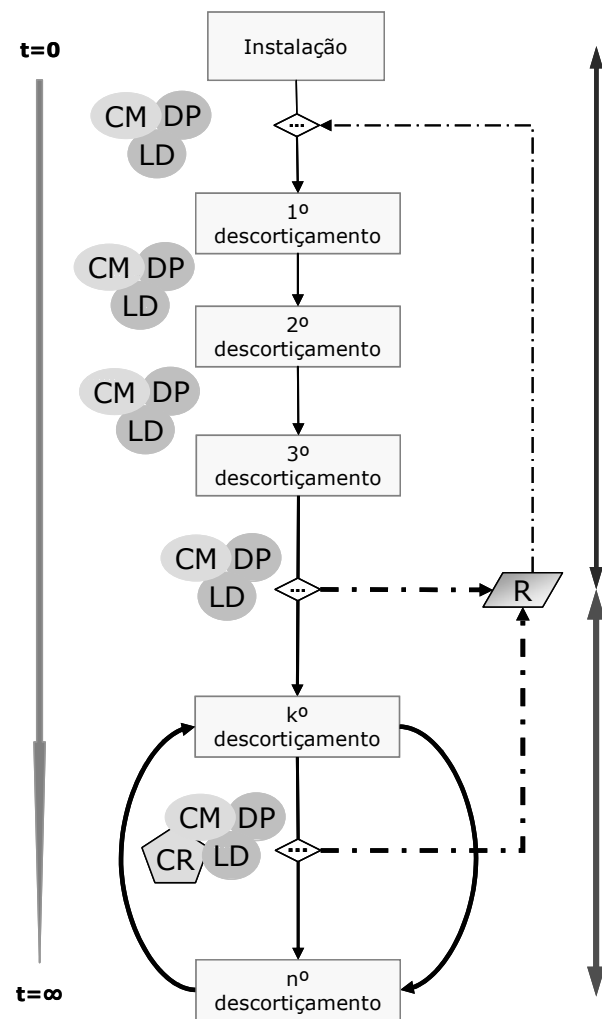 t=0
Instalação
...
CM DP
LD
1º
descortiçamento
CM DP
LD
2º
descortiçamento
CM DP
LD
3º
descortiçamento
CM DP
LD
...
R
kº
descortiçamento
CM DP
CR LD
...
nº
descortiçamento
t=∞